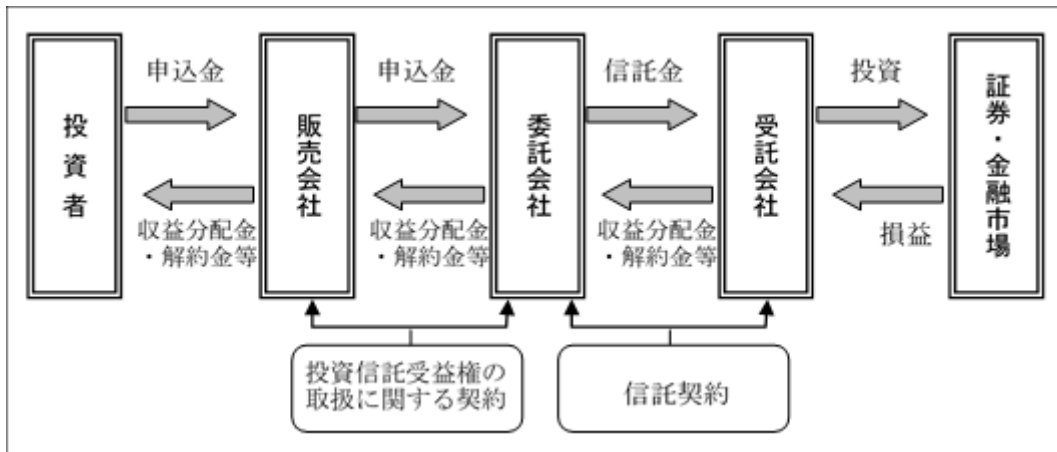 投資者
申込金
収益分配金
・解約金等
販売会社
申込金
収益分配金
・解約金等
委託会社
信託金
収益分配金
・解約金等
受託会社
投資
損益
証券・金融市場
投資信託受益権の
取扱に関する契約
信託契約